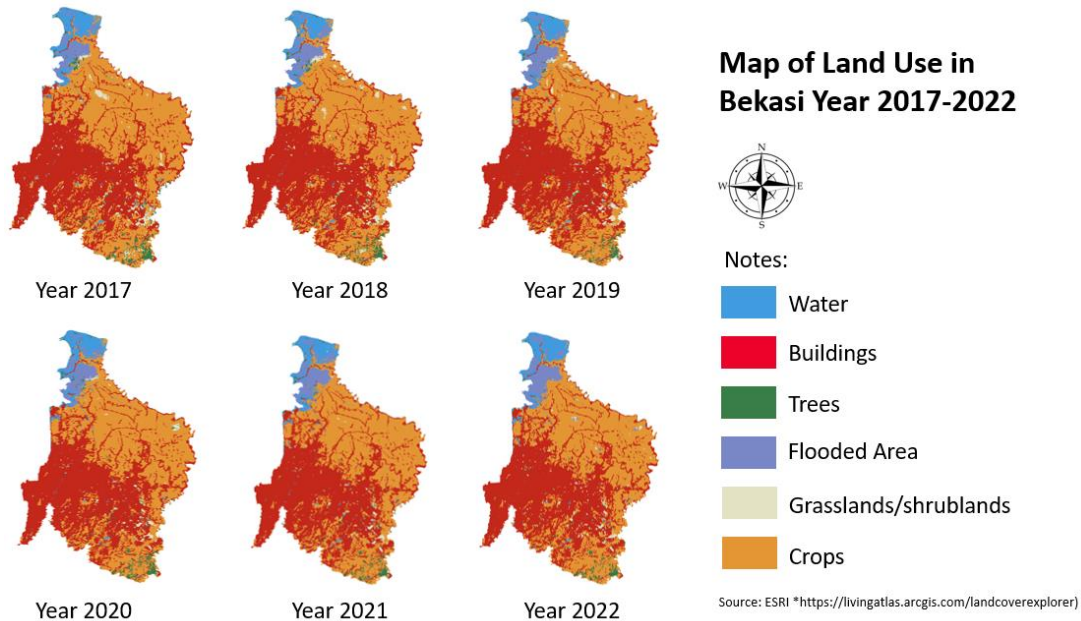 Map of Land Use in
Bekasi Year 2017-2022
N
W E
S
Notes:
Water
Buildings
Trees
Flooded Area
Grasslands/shrublands
Crops
Source: ESRI *https://livingatlas.arcgis.com/landcoverexplorer)
Year 2017
Year 2018
Year 2019
Year 2020
Year 2021
Year 2022